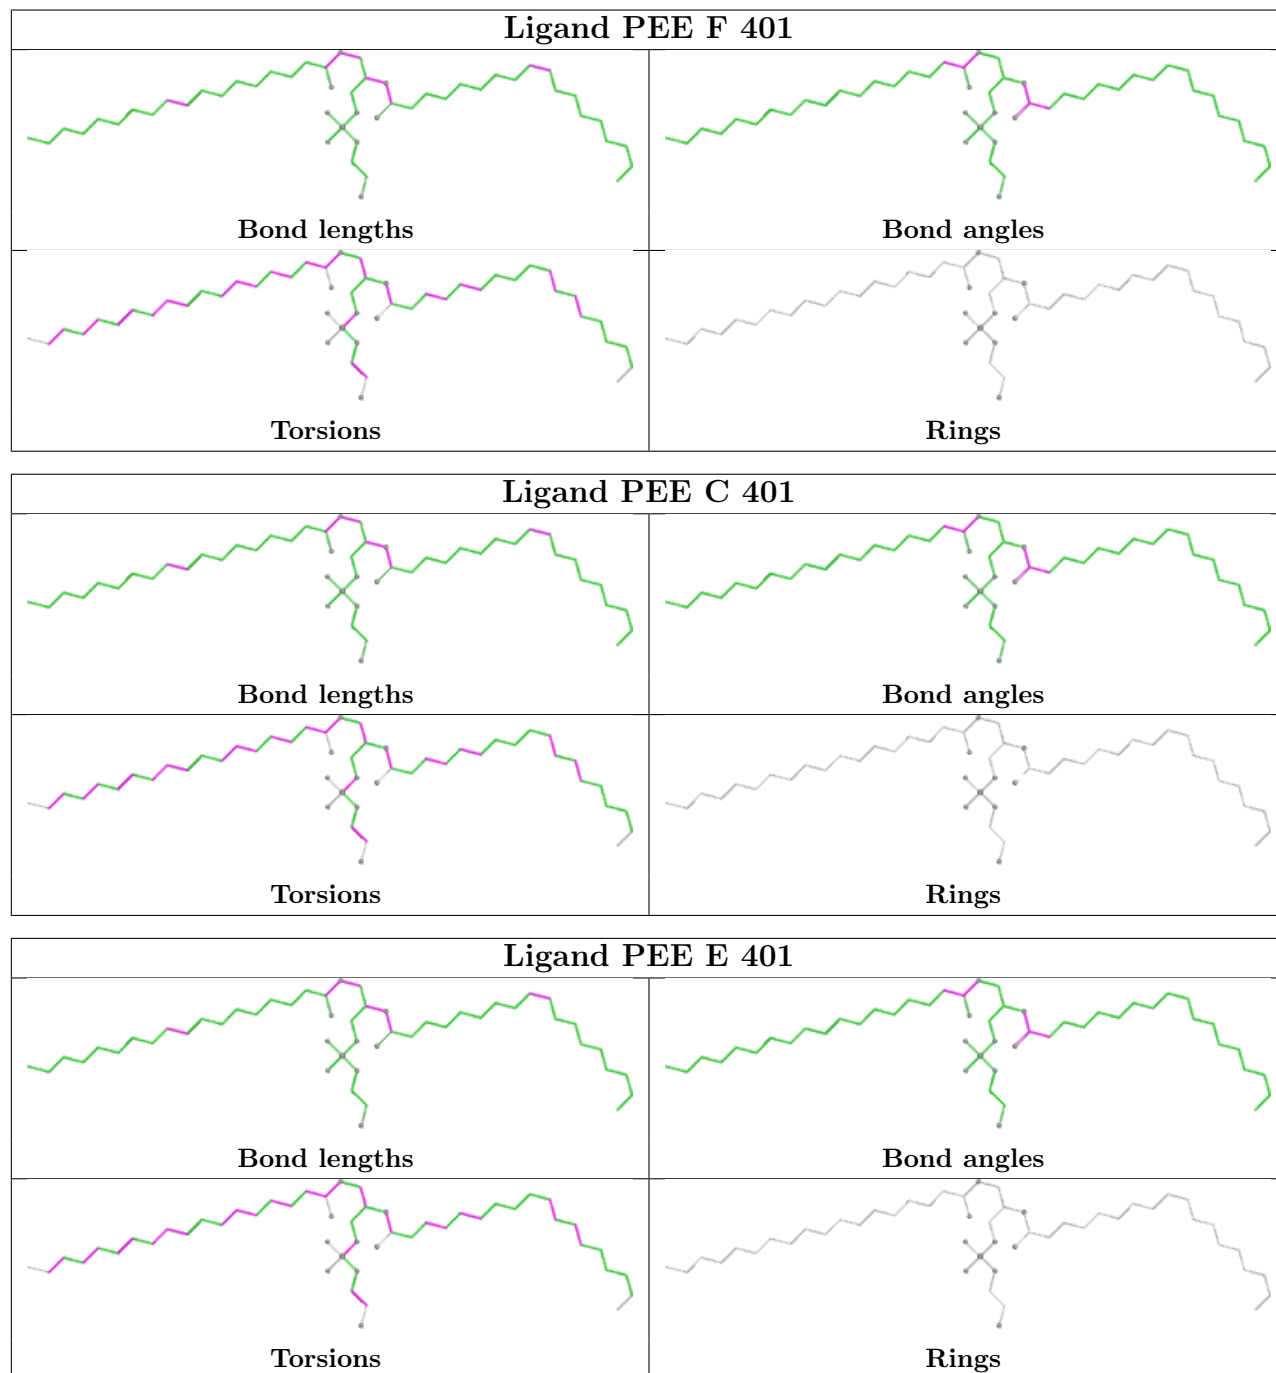 Ligand PEE F 401
Bond lengths
Bond angles
Torsions
Rings
Ligand PEE C 401
Bond lengths
Bond angles
Torsions
Rings
Ligand PEE E 401
Bond lengths
Bond angles
Torsions
Rings